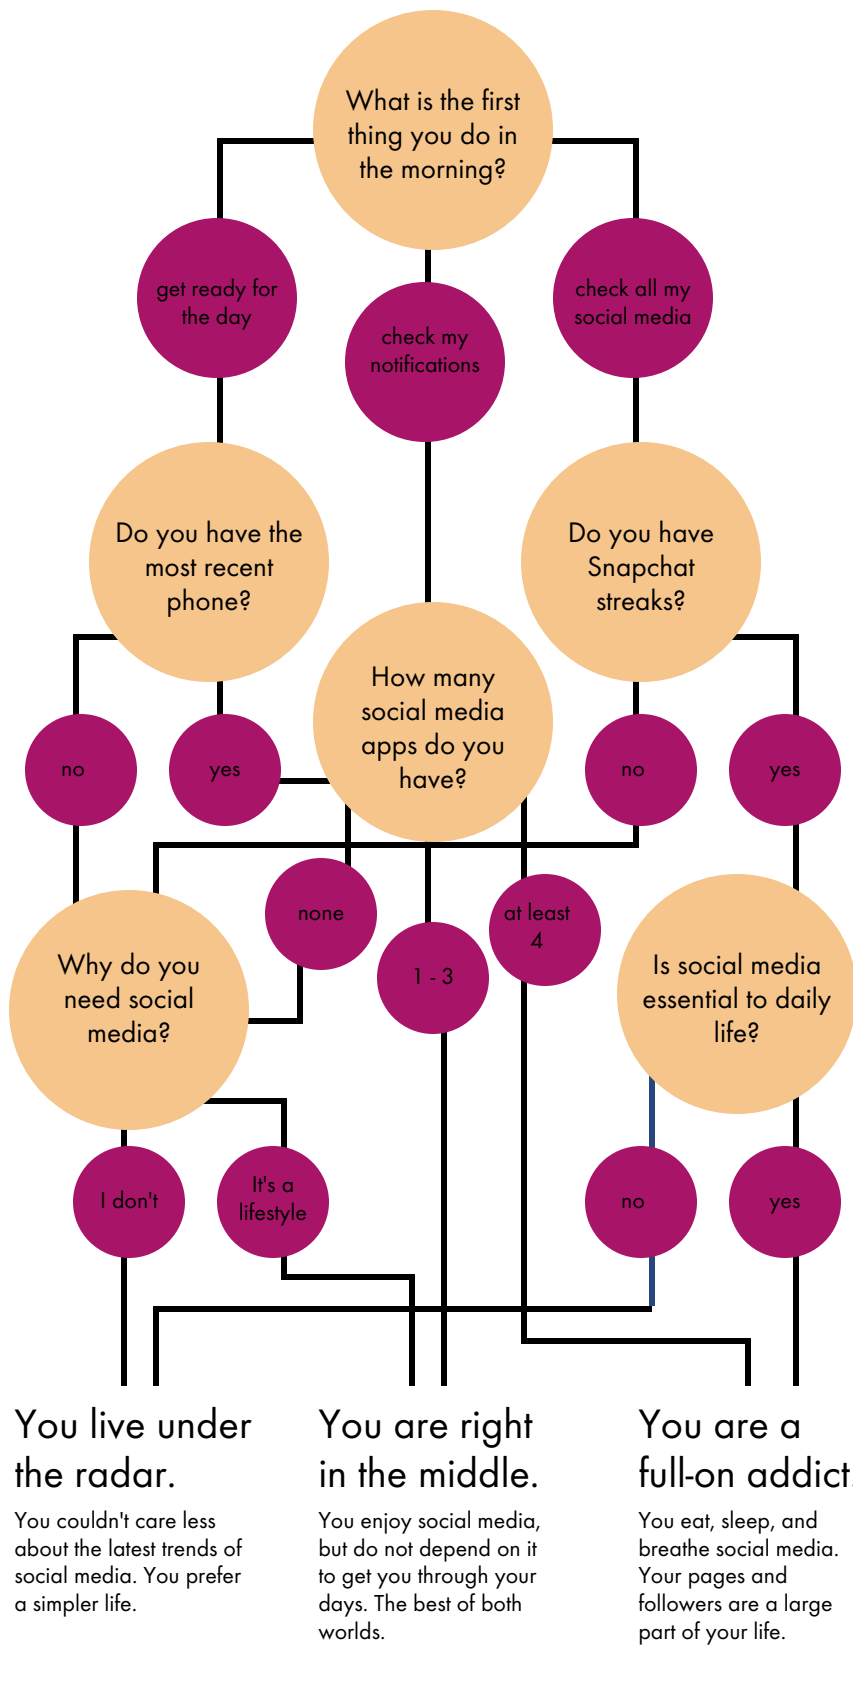 What is the first
thing you do in
the morning?
get ready for
the day
check my
notifications
check all my
social media
Do you have the
most recent
phone?
Do you have
Snapchat
streaks?
How many
social media
apps do you
have?
no
yes
no
yes
none
1 - 3
at least
4
Why do you
need social
media?
Is social media
essential to daily
life?
I don't
It's a
lifestyle
no
yes
You live under
the radar.
You couldn't care less
about the latest trends of
social media. You prefer
a simpler life.
You are right
in the middle.
You enjoy social media,
but do not depend on it
to get you through your
days. The best of both
worlds.
You are a
full-on addict.
You eat, sleep, and
breathe social media.
Your pages and
followers are a large
part of your life.